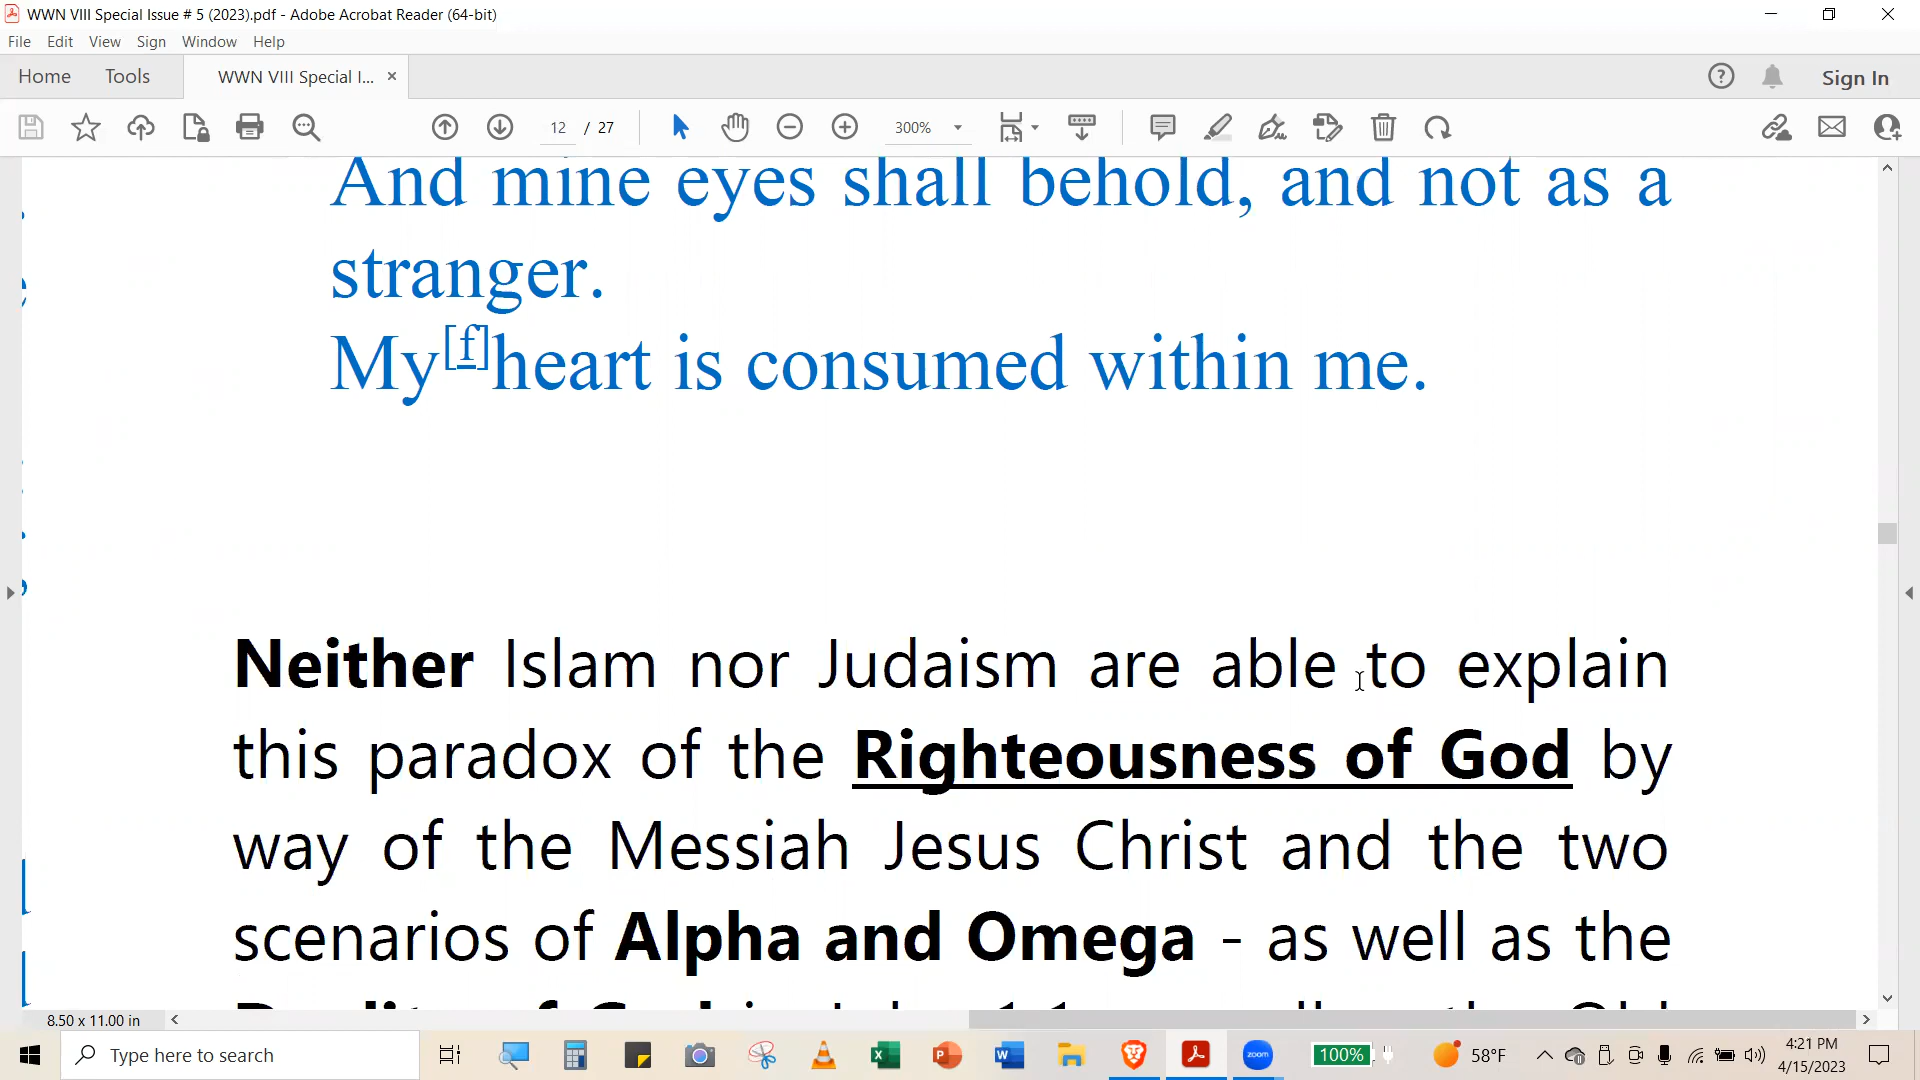 WWN VIII Special Issue # 5 (2023).pdf - Adobe Acrobat Reader (64-bit)
File Edit View Sign Window Help
Home Tools WWN VIII Special I... × Sign In
12 / 27 300%
And mine eyes shall behold, and not as a
stranger.
My[f]heart is consumed within me.
Neither Islam nor Judaism are able to explain
this paradox of the Righteousness of God by
way of the Messiah Jesus Christ and the two
scenarios of Alpha and Omega - as well as the
8.50 x 11.00 in
Type here to search
zoom
100%
58°F
4:21 PM
4/15/2023